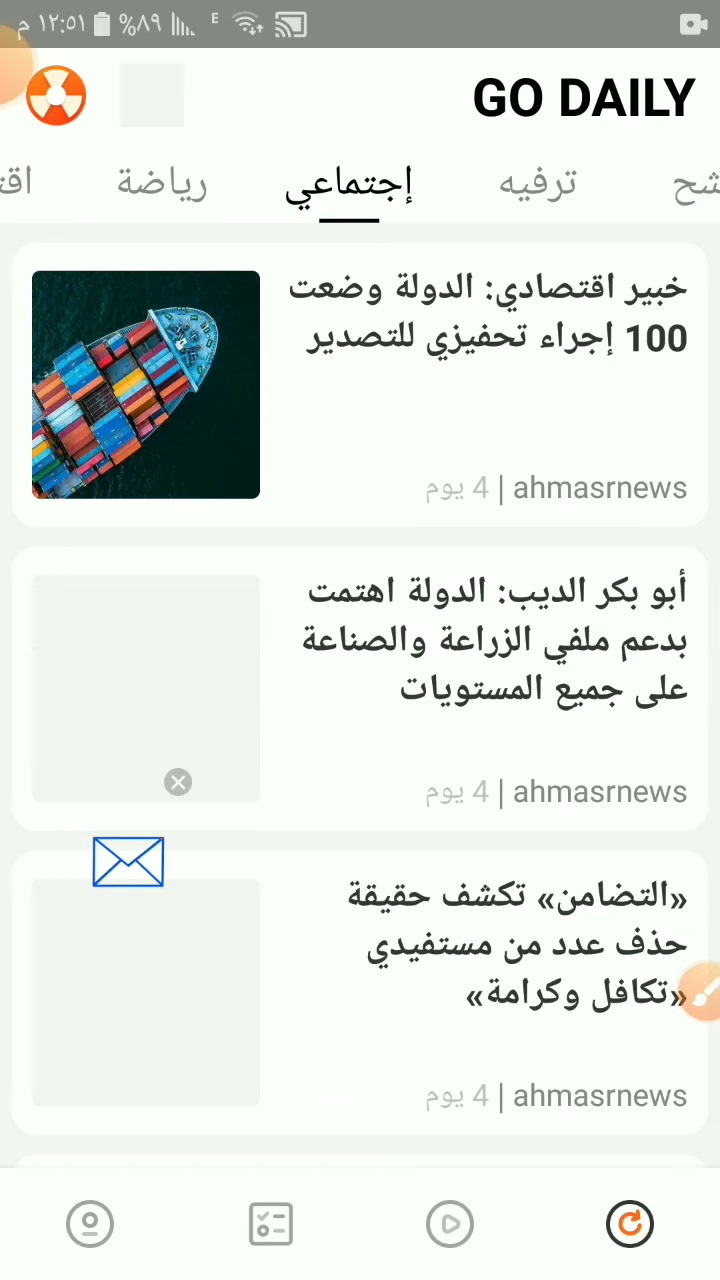 ١٢:٥١ م
%٨٩
E
GO DAILY
شح
ترفيه
إجتماعي
رياضة
اقت
خبير اقتصادي: الدولة وضعت
100 إجراء تحفيزي للتصدير
ahmasrnews | 4 يوم
أبو بكر الديب: الدولة اهتمت
بدعم ملفي الزراعة والصناعة
على جميع المستويات
ahmasrnews | 4 يوم
«التضامن» تكشف حقيقة
حذف عدد من مستفيدي
«تكافل وكرامة»
ahmasrnews | 4 يوم